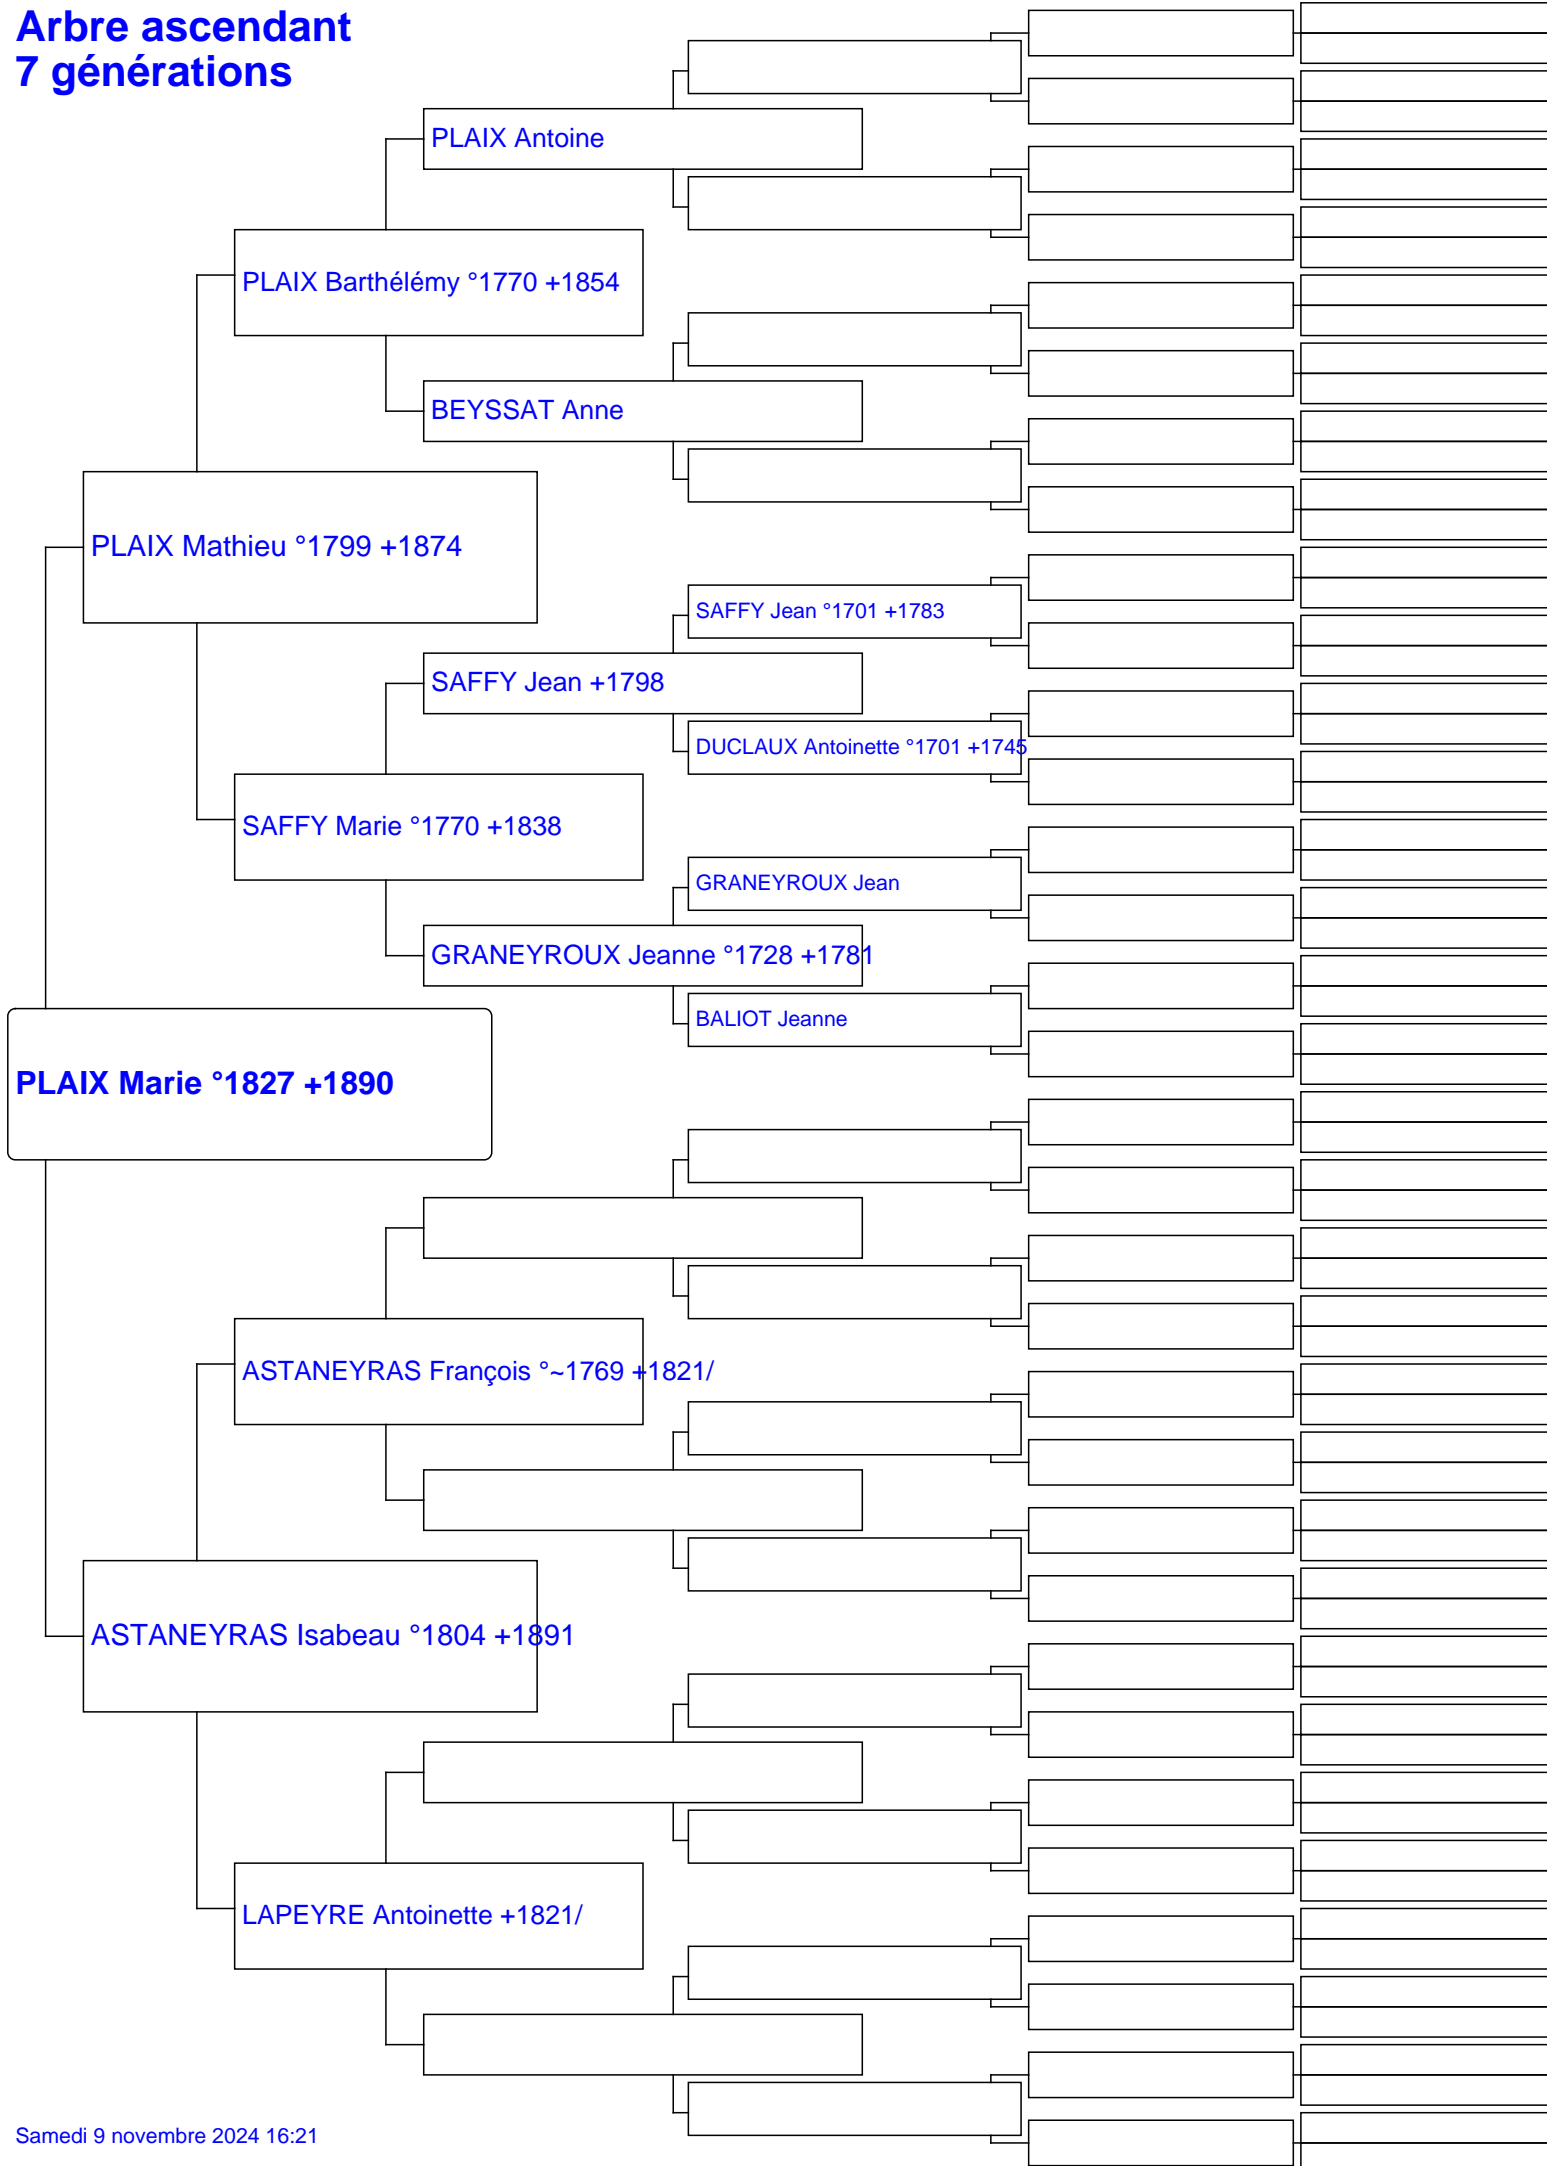 Arbre ascendant
7 générations
PLAIX Antoine
PLAIX Barthélémy °1770 +1854
BEYSSAT Anne
PLAIX Mathieu °1799 +1874
SAFFY Jean °1701 +1783
SAFFY Jean +1798
DUCLAUX Antoinette °1701 +1745
SAFFY Marie °1770 +1838
GRANEYROUX Jean
GRANEYROUX Jeanne °1728 +1781
BALIOT Jeanne
PLAIX Marie °1827 +1890
ASTANEYRAS François °~1769 +1821/
ASTANEYRAS Isabeau °1804 +1891
LAPEYRE Antoinette +1821/
Samedi 9 novembre 2024 16:21